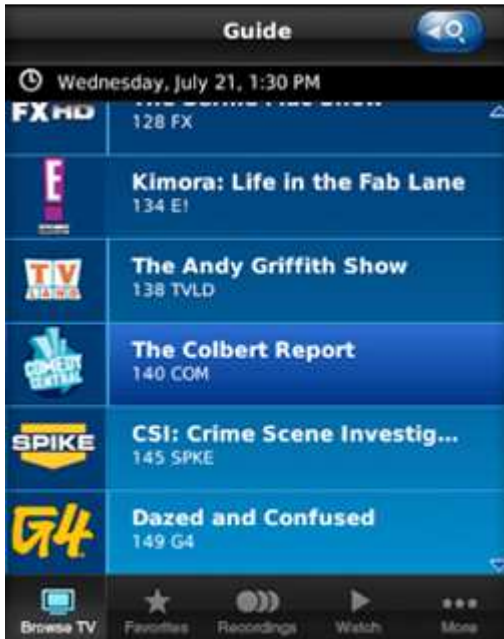 Guide
Wednesday, July 21, 1:30 PM
FX HD
128 FX
E!
Kimora: Life in the Fab Lane
134 E!
TV LAND
The Andy Griffith Show
138 TVLD
COMEDY
CENTRAL
The Colbert Report
140 COM
SPIKE
CSI: Crime Scene Investig...
145 SPKE
G4
Dazed and Confused
149 G4
Browse TV
Favorites
Recordings
Watch
More